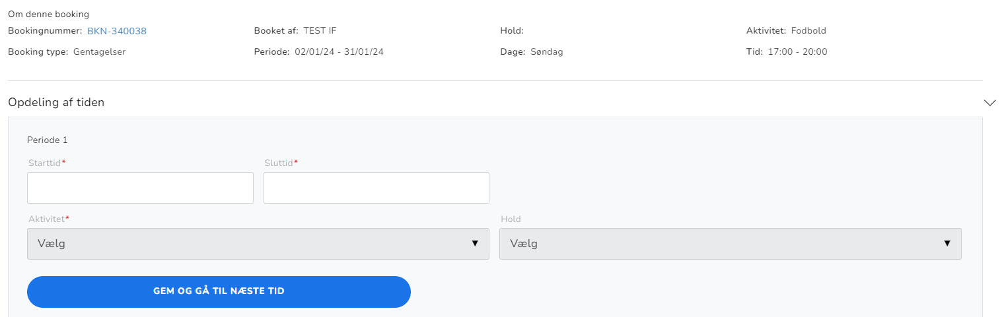 Om denne booking
Bookingnummer: BKN-340038 Booket af: TEST IF Hold: Aktivitet: Fodbold
Booking type: Gentagelser Periode: 02/01/24 - 31/01/24 Dage: Søndag Tid: 17:00 - 20:00
Opdeling af tiden
Periode 1
Starttid* Sluttid*
Aktivitet* Hold
Vælg Vælg
GEM OG GÅ TIL NÆSTE TID